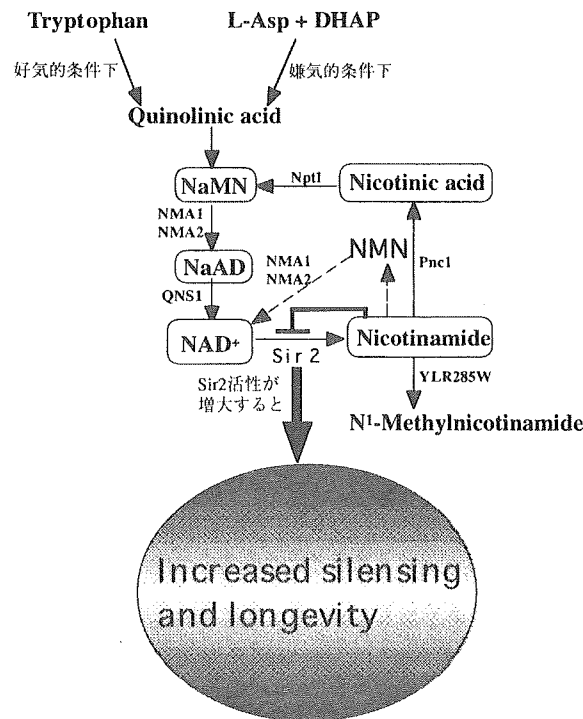 Tryptophan
L-Asp + DHAP
好気的条件下
嫌気的条件下
Quinolinic acid
NaMN
Npt1
Nicotinic acid
NMA1
NMA2
NMN
Pnc1
NaAD
NMA1
NMA2
QNS1
NAD+
Sir 2
Nicotinamide
YLR285W
Sir2活性が
増大すると
N1-Methylnicotinamide
Increased silensing
and longevity